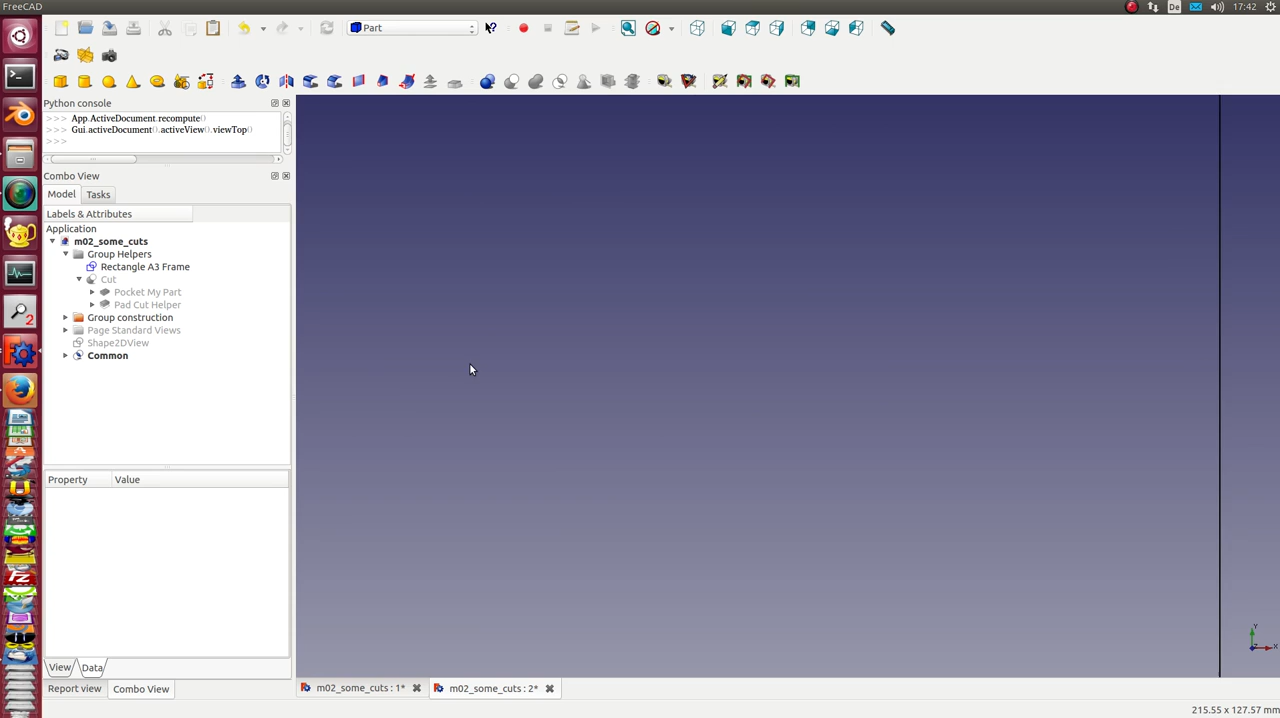 FreeCAD
De
17:42
Part
Python console
>>> App.ActiveDocument.recompute()
>>> Gui.activeDocument().activeView().viewTop()
>>>
Combo View
Model Tasks
Labels & Attributes
Application
m02_some_cuts
Group Helpers
Rectangle A3 Frame
Cut
Pocket My Part
Pad Cut Helper
Group construction
Page Standard Views
Shape2DView
Common
Property Value
View Data
Report view Combo View
m02_some_cuts : 1*
m02_some_cuts : 2*
Y
X
215.55 x 127.57 mm
2
FZ